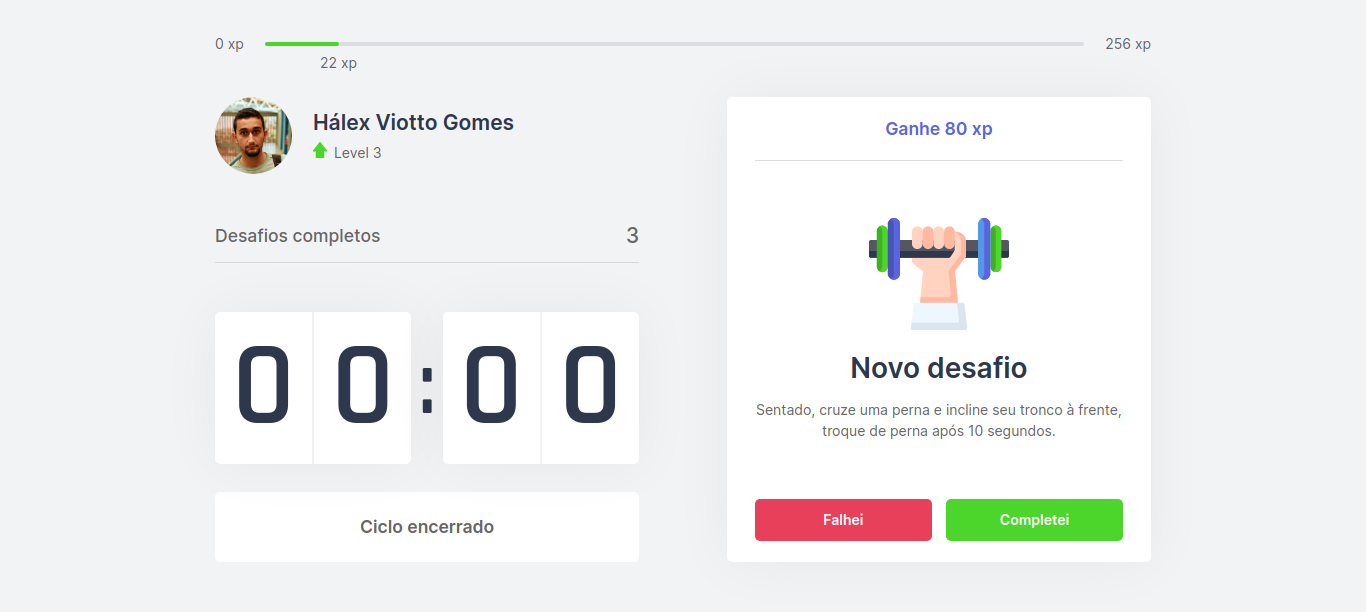 0 xp
256 xp
22 xp
Hálex Viotto Gomes
Level 3
Desafios completos 3
00:00
Ciclo encerrado
Ganhe 80 xp
Novo desafio
Sentado, cruze uma perna e incline seu tronco à frente,
troque de perna após 10 segundos.
Falhei
Completei